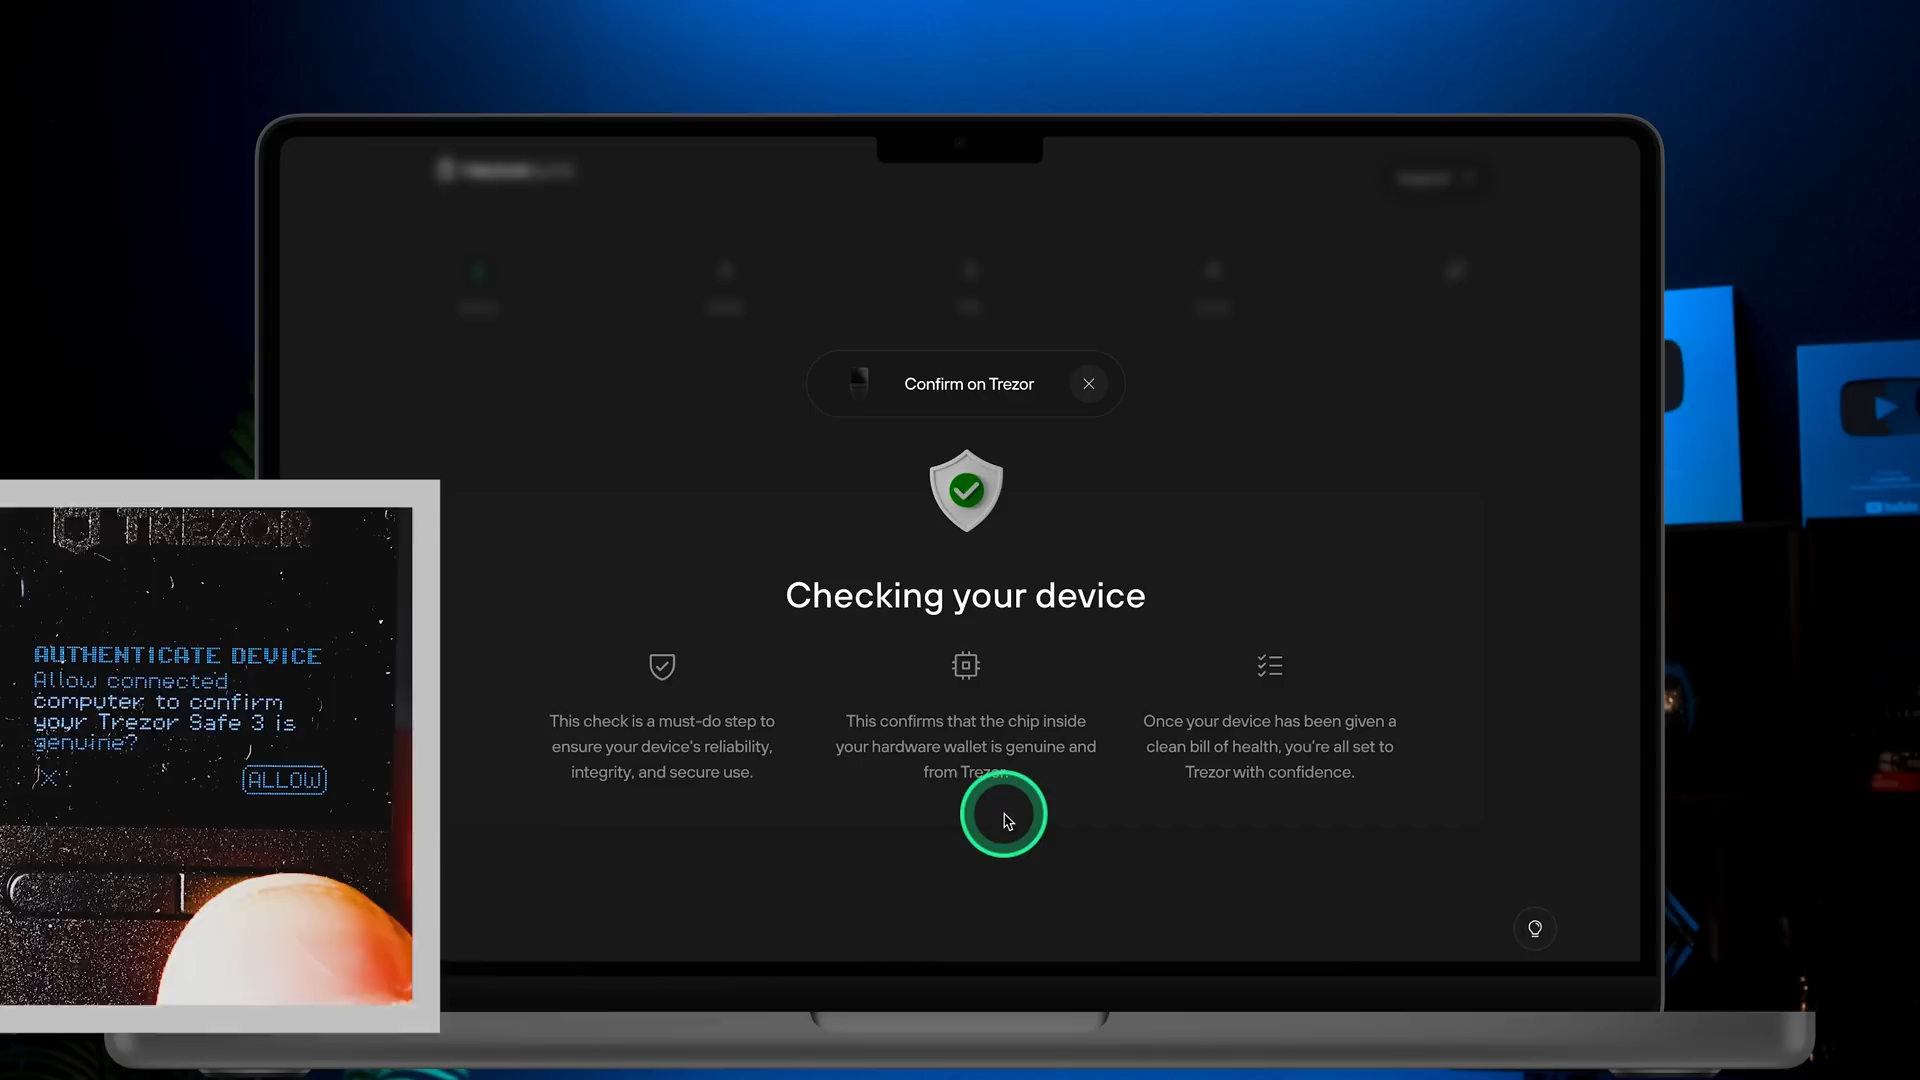 Confirm on Trezor
Checking your device
This check is a must-do step to
ensure your device's reliability,
integrity, and secure use.
This confirms that the chip inside
your hardware wallet is genuine and
from Trezor.
Once your device has been given a
clean bill of health, you're all set to
Trezor with confidence.
TREZOR
AUTHENTICATE DEVICE
Allow connected
computer to confirm
your Trezor Safe 3 is
genuine?
X
ALLOW
YouTube